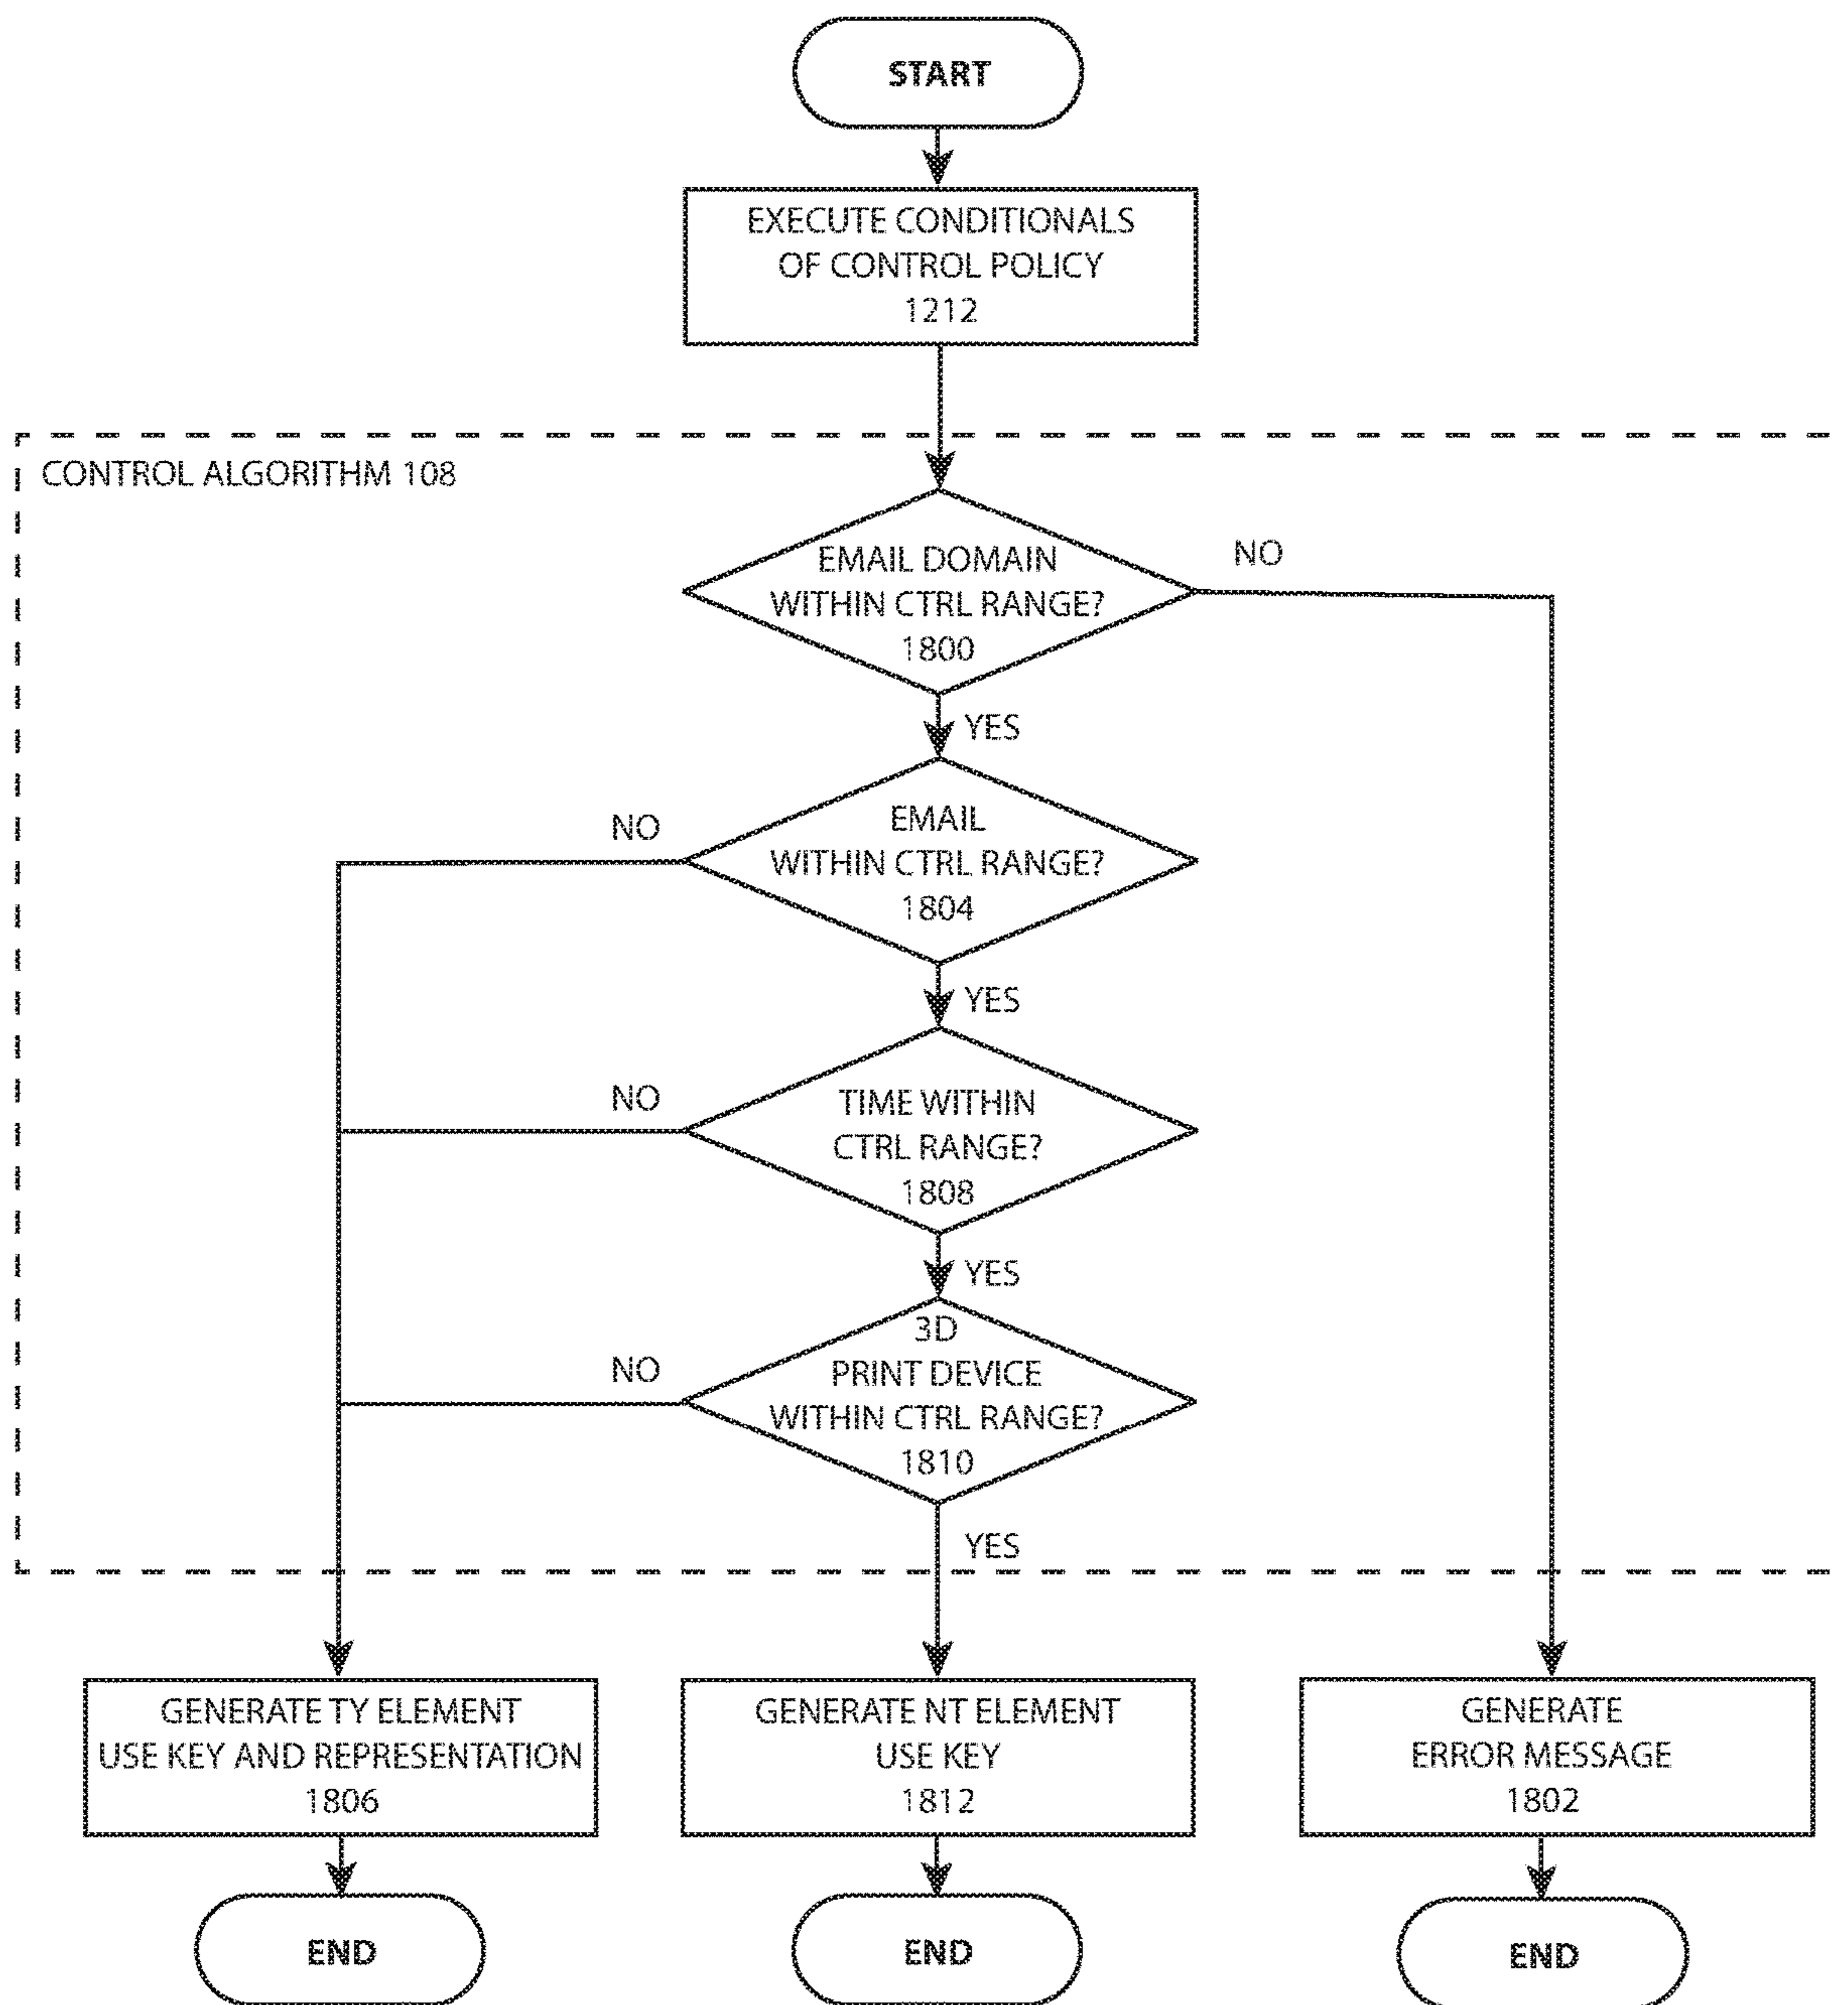 START
EXECUTE CONDITIONALS
OF CONTROL POLICY
1212
CONTROL ALGORITHM 108
EMAIL DOMAIN
WITHIN CTRL RANGE?
1800
NO
YES
EMAIL
WITHIN CTRL RANGE?
1804
NO
YES
TIME WITHIN
CTRL RANGE?
1808
NO
YES
3D
PRINT DEVICE
WITHIN CTRL RANGE?
1810
NO
YES
GENERATE TY ELEMENT
USE KEY AND REPRESENTATION
1806
GENERATE NT ELEMENT
USE KEY
1812
GENERATE
ERROR MESSAGE
1802
END
END
END